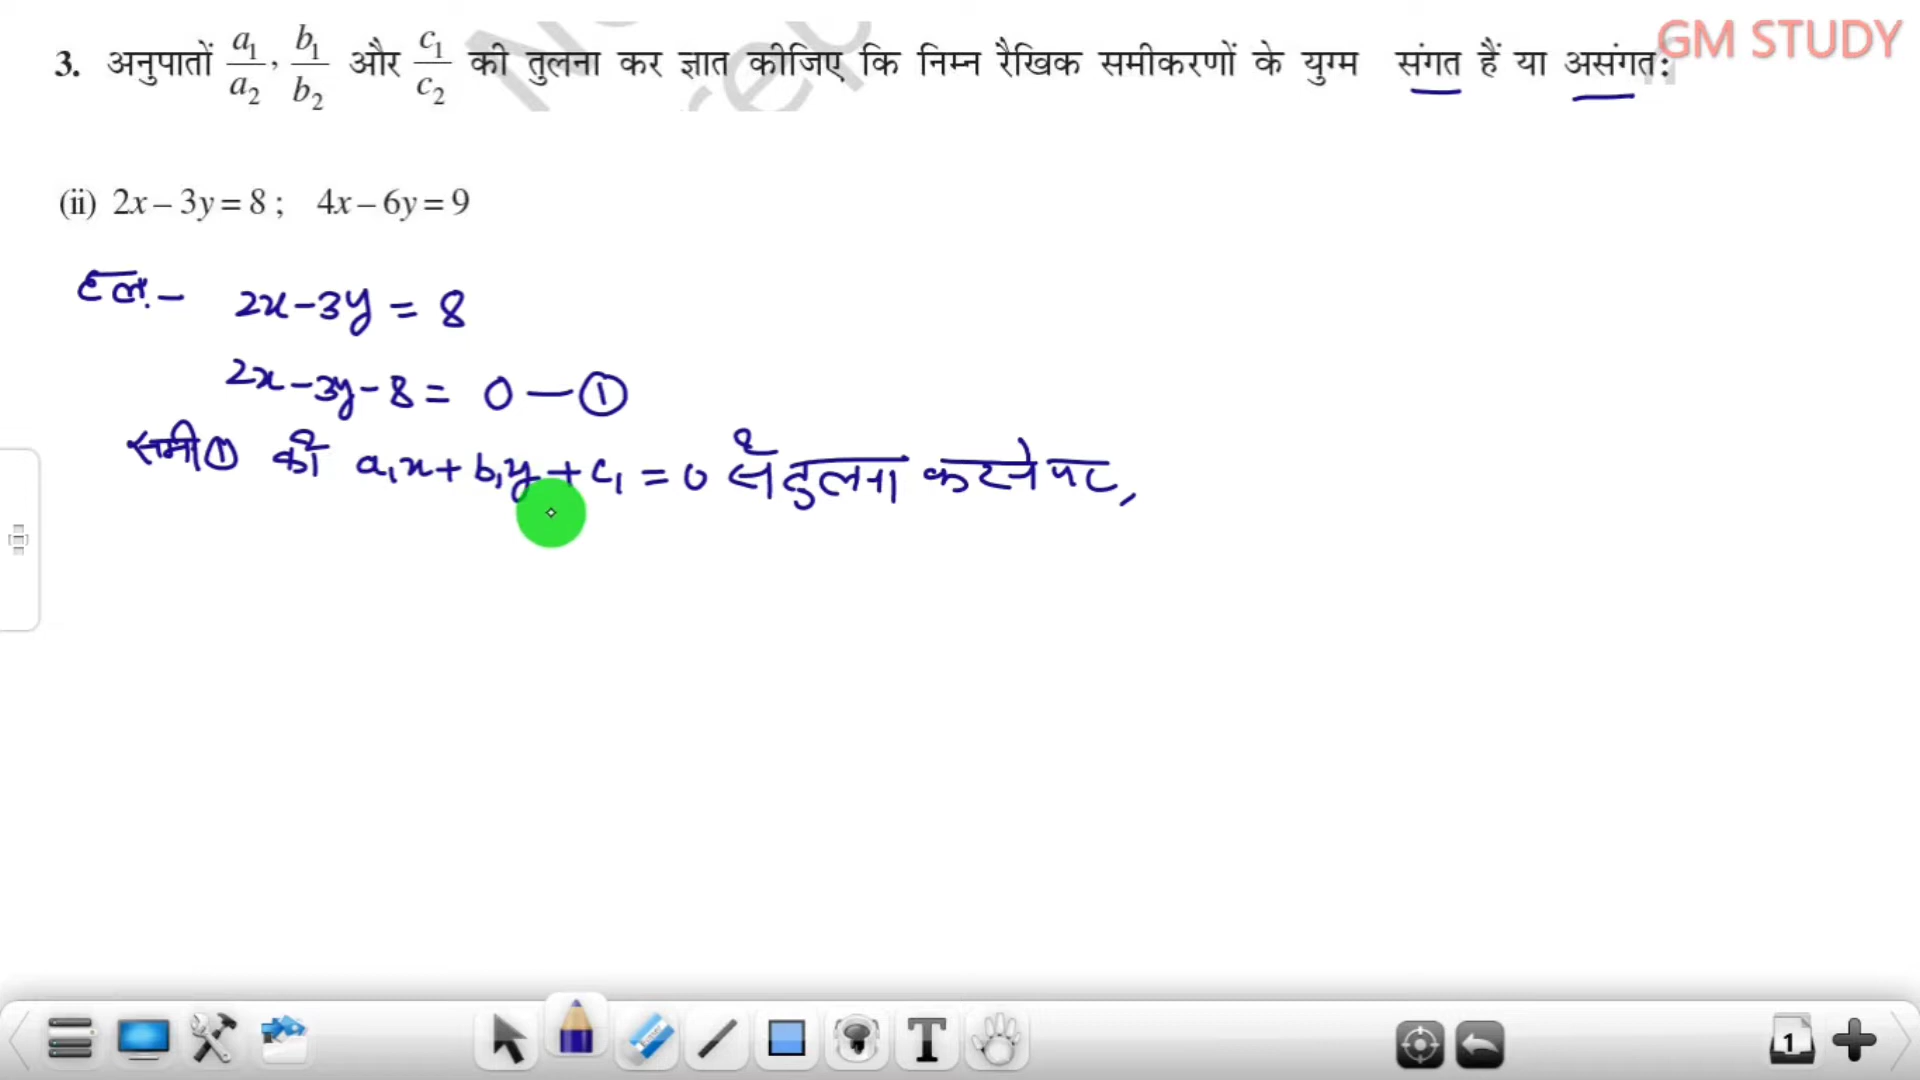 GM STUDY
3. अनुपातों a₁/a₂, b₁/b₂ और c₁/c₂ की तुलना कर ज्ञात कीजिए कि निम्न रैखिक समीकरणों के युग्म संगत हैं या असंगत:
(ii) 2x – 3y = 8 ; 4x – 6y = 9
हल:- 2x - 3y = 8
2x - 3y - 8 = 0 — ①
समी① की a₁x + b₁y + c₁ = 0 से तुलना करने पर,
1